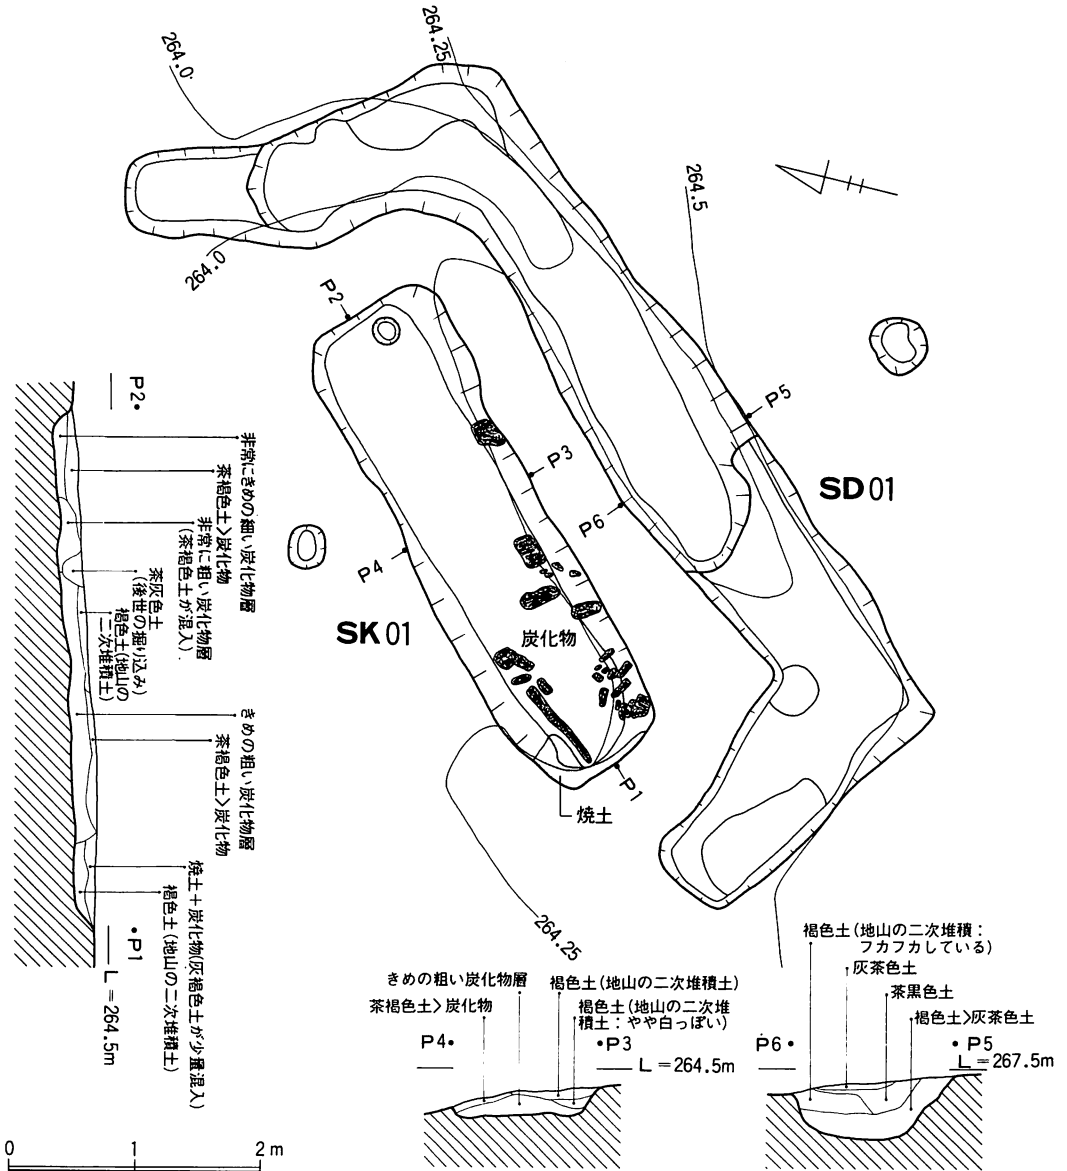 264.0
264.25
264.5
264.0
P2
P5
P3
P6
SD 01
P4
SK 01
炭化物
P1
焼土
264.25
P2
非常にきめの細い炭化物層
茶褐色土>炭化物
非常に粗い炭化物層
(茶褐色土が混入).
茶灰色土
(後世の掘り込み)
褐色土(地山の
二次堆積土)
きめの粗い炭化物層
茶褐色土>炭化物
焼土+炭化物(灰褐色土が少量混入)
褐色土(地山の二次堆積土)
P1
L=264.5m
きめの粗い炭化物層
褐色土(地山の二次堆積土)
茶褐色土>炭化物
褐色土(地山の二次堆
積土:やや白っぽい)
P4
P3
L=264.5m
褐色土(地山の二次堆積:
フカフカしている)
灰茶色土
茶黒色土
褐色土>灰茶色土
P6
P5
L=267.5m
0 1 2m